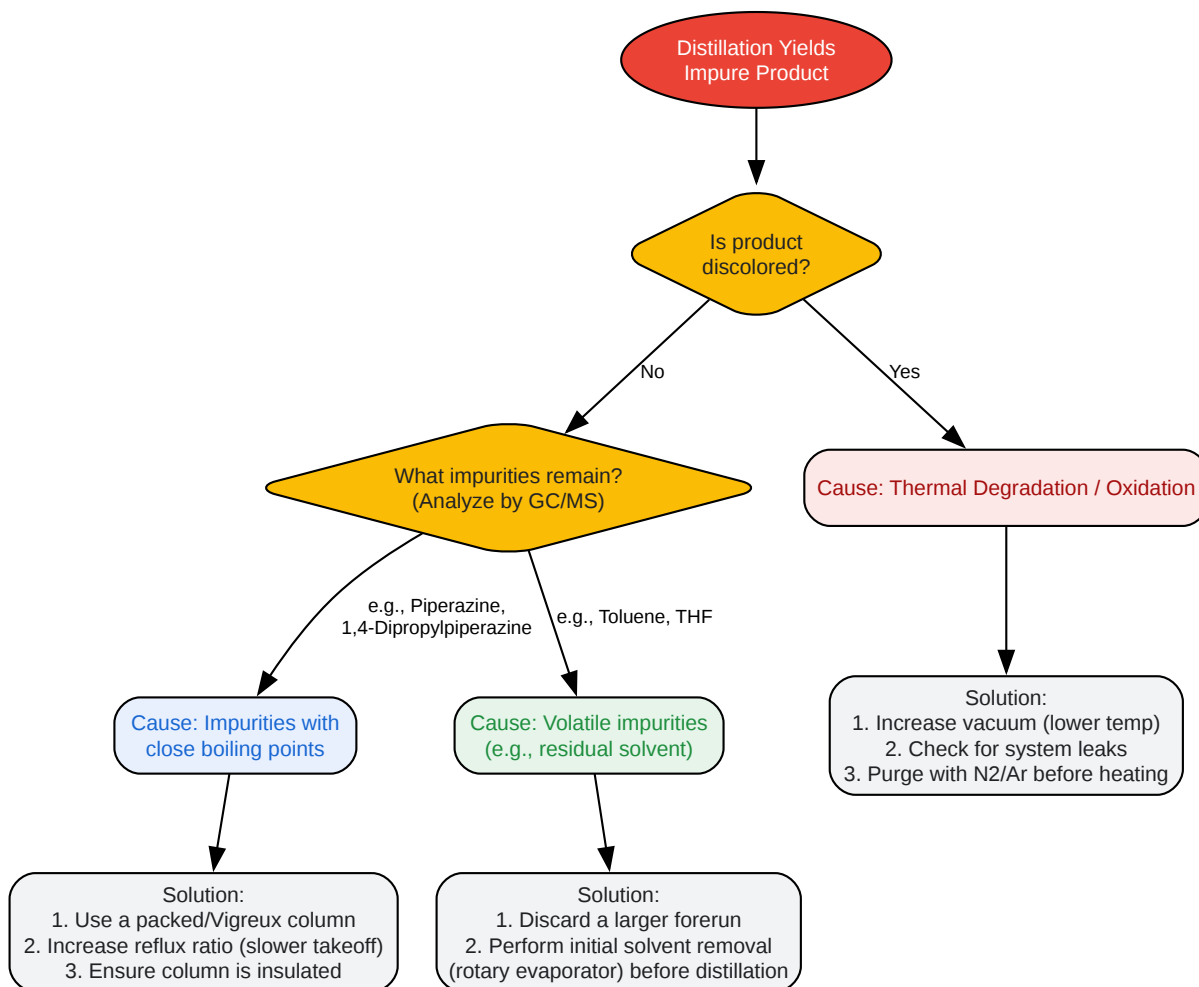 Distillation Yields
Impure Product
Is product
discolored?
No
Yes
What impurities remain?
(Analyze by GC/MS)
Cause: Thermal Degradation / Oxidation
e.g., Piperazine,
1,4-Dipropylpiperazine
e.g., Toluene, THF
Cause: Impurities with
close boiling points
Cause: Volatile impurities
(e.g., residual solvent)
Solution:
1. Increase vacuum (lower temp)
2. Check for system leaks
3. Purge with N2/Ar before heating
Solution:
1. Use a packed/Vigreux column
2. Increase reflux ratio (slower takeoff)
3. Ensure column is insulated
Solution:
1. Discard a larger forerun
2. Perform initial solvent removal
(rotary evaporator) before distillation